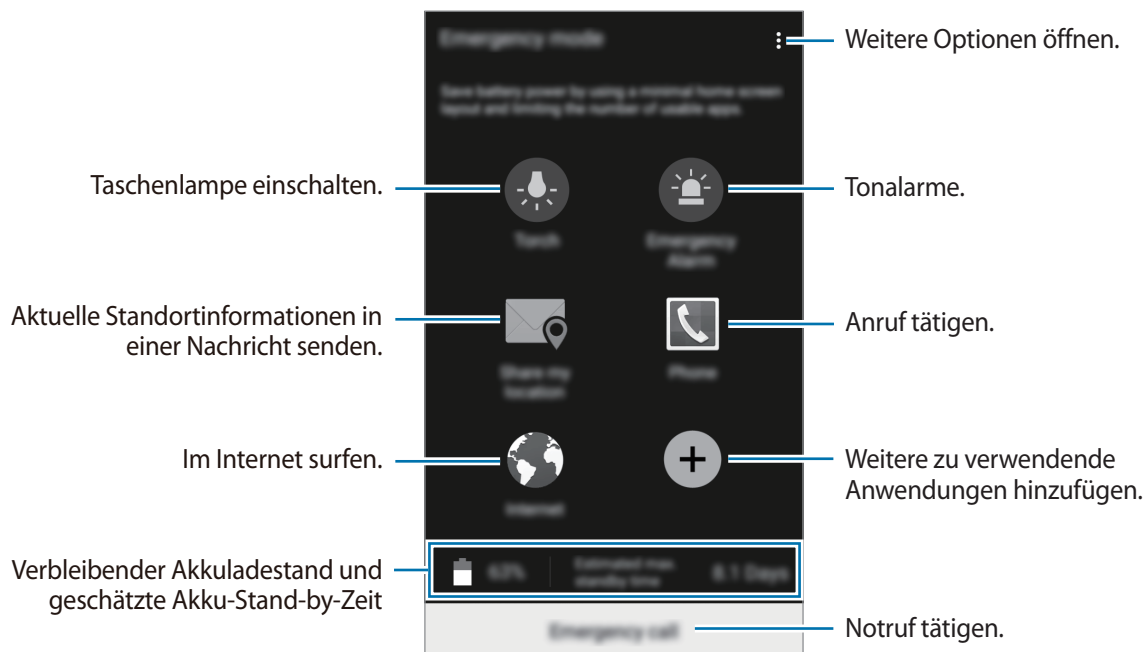 Emergency mode
Weitere Optionen öffnen.
Save battery power by using a minimal home screen
layout and limiting the number of usable apps.
Taschenlampe einschalten.
Tonalarme.
Torch
Emergency
Alarm
Aktuelle Standortinformationen in
einer Nachricht senden.
Anruf tätigen.
Share my
location
Phone
Im Internet surfen.
Weitere zu verwendende
Anwendungen hinzufügen.
Internet
Verbleibender Akkuladestand und
geschätzte Akku-Stand-by-Zeit
63%
Estimated max.
standby time
8.1 Days
Emergency call
Notruf tätigen.